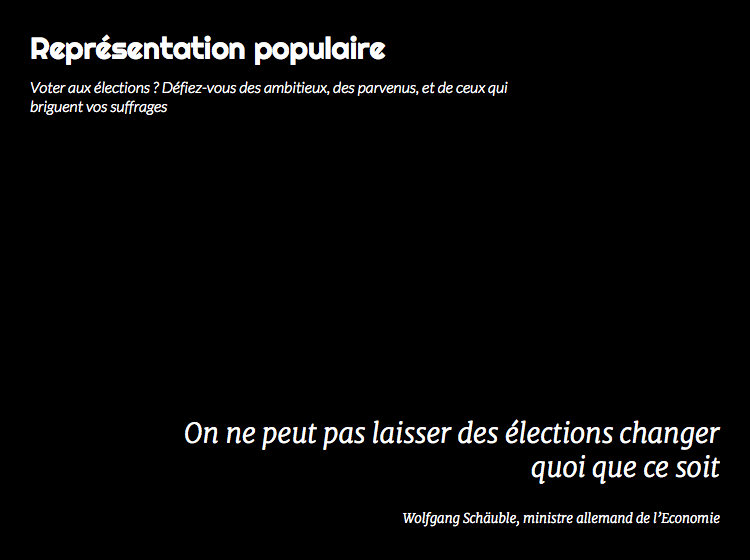 Représentation populaire
Voter aux élections ? Défiez-vous des ambitieux, des parvenus, et de ceux qui
briguent vos suffrages
On ne peut pas laisser des élections changer
quoi que ce soit
Wolfgang Schäuble, ministre allemand de l’Economie